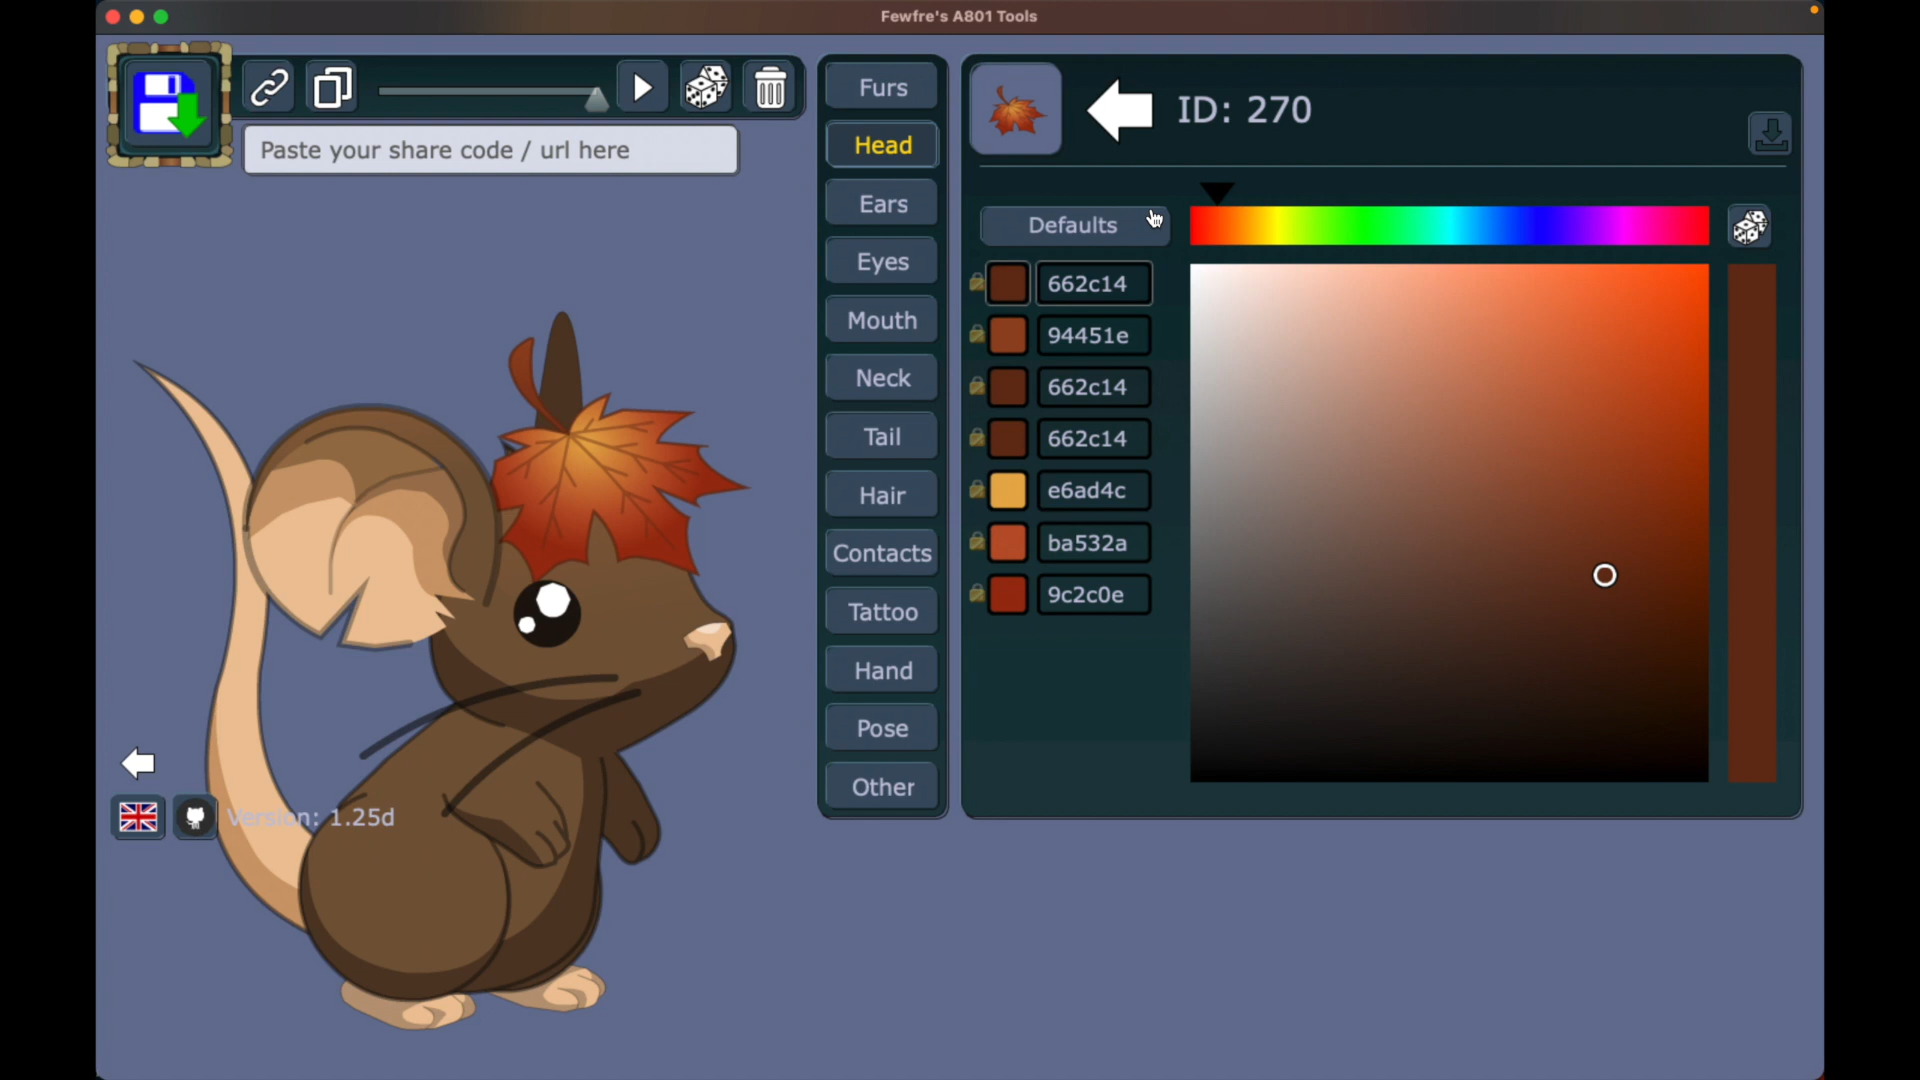 Fewfre's A801 Tools
Paste your share code / url here
Furs
Head
Ears
Eyes
Mouth
Neck
Tail
Hair
Contacts
Tattoo
Hand
Pose
Other
ID: 270
Defaults
662c14
94451e
662c14
662c14
e6ad4c
ba532a
9c2c0e
Version: 1.25d